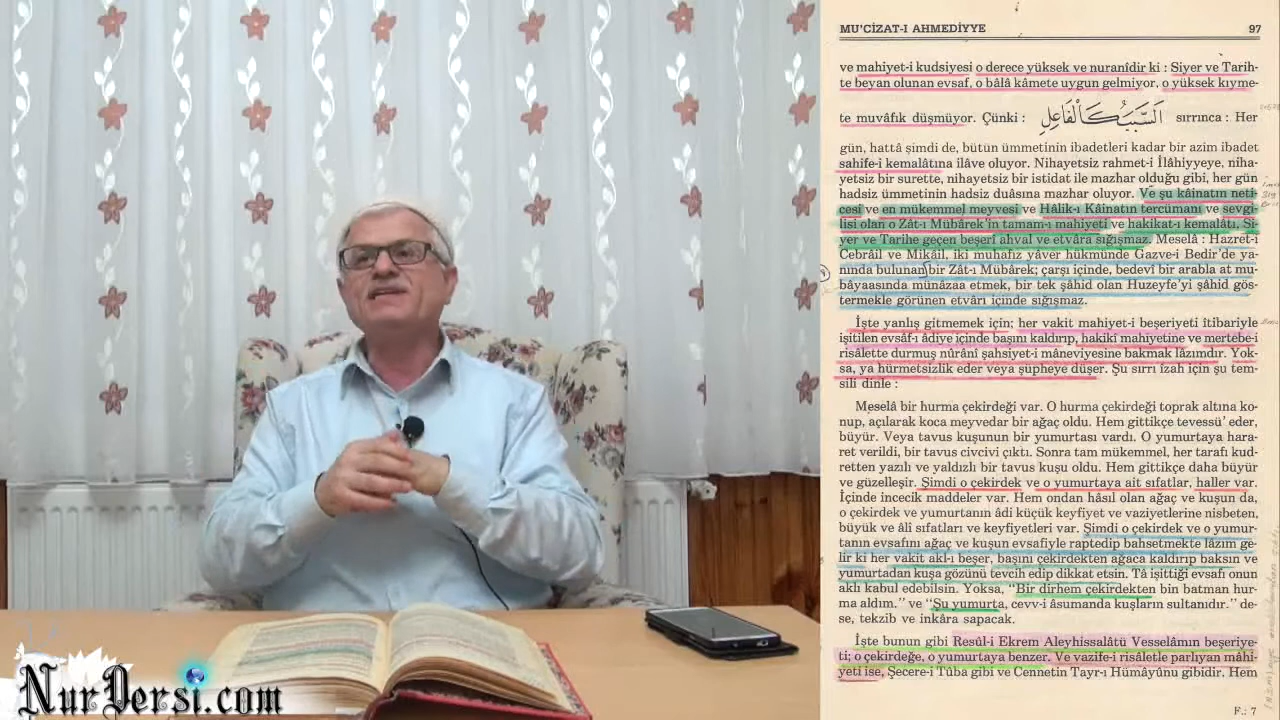 MU'CİZAT-I AHMEDİYYE 97
ve mahiyet-i kudsiyesi o derece yüksek ve nuranîdir ki : Siyer ve Tarih-
te beyan olunan evsaf, o bâlâ kâmete uygun gelmiyor, o yüksek kıyme-
te muvâfık düşmüyor. Çünki : اَلسَّبَبُ كَالْفَاعِلِ sırrınca : Her
gün, hattâ şimdi de, bütün ümmetinin ibadetleri kadar bir azim ibadet
sahife-i kemalâtına ilâve oluyor. Nihayetsiz rahmet-i İlâhiyyeye, niha-
yetsiz bir surette, nihayetsiz bir istidat ile mazhar olduğu gibi, her gün
hadsiz ümmetinin hadsiz duâsına mazhar oluyor. Ve şu kâinatın neti-
cesi ve en mükemmel meyvesi ve Hâlik-ı Kâinatın tercümanı ve sevgi-
lisi olan o Zât-ı Mübarek'in tamam-ı mahiyeti ve hakikat-ı kemalâtı, Si-
yer ve Tarihe geçen beşerî ahval ve etvâra sığışmaz. Meselâ : Hazret-i
Cebrâil ve Mikâil, iki muhafız yâver hükmünde Gazve-i Bedir'de ya-
nında bulunan bir Zât-ı Mübarek; çarşı içinde, bedevî bir arabla at mu-
bâyaasında münâzaa etmek, bir tek şâhid olan Huzeyfe'yi şâhid gös-
termekle görünen etvârı içinde sığışmaz.
İşte yanlış gitmemek için; her vakit mahiyet-i beşeriyeti îtibariyle
işitilen evsâf-ı âdiye içinde başını kaldırıp, hakikî mahiyetine ve mertebe-i
risâlette durmuş nûrâni şahsiyet-i mâneviyesine bakmak lâzımdır. Yok-
sa, ya hürmetsizlik eder veya şüpheye düşer. Şu sırrı îzah için şu tem-
sili dinle :
Meselâ bir hurma çekirdeği var. O hurma çekirdeği toprak altına ko-
nup, açılarak koca meyvedar bir ağaç oldu. Hem gittikçe tevessü' eder,
büyür. Veya tavus kuşunun bir yumurtası vardı. O yumurtaya hara-
ret verildi, bir tavus civcivi çıktı. Sonra tam mükemmel, her tarafı kud-
retten yazılı ve yaldızlı bir tavus kuşu oldu. Hem gittikçe daha büyür
ve güzelleşir. Şimdi o çekirdek ve o yumurtaya ait sıfatlar, haller var.
İçinde incecik maddeler var. Hem ondan hâsıl olan ağaç ve kuşun da,
o çekirdek ve yumurtanın âdi küçük keyfiyet ve vaziyetlerine nisbeten,
büyük ve âli sıfatları ve keyfiyetleri var. Şimdi o çekirdek ve o yumur-
tanın evsafını ağaç ve kuşun evsafiyle raptedip bahsetmekte lâzım ge-
lir ki her vakit akl-ı beşer, başını çekirdekten ağaca kaldırıp baksın ve
yumurtadan kuşa gözünü tevcih edip dikkat etsin. Tâ işittiği evsafı onun
aklı kabul edebilsin. Yoksa, "Bir dirhem çekirdekten bin batman hur-
ma aldım." ve "Şu yumurta, cevv-i âsumanda kuşların sultanıdır." de-
se, tekzib ve inkâra sapacak.
İşte bunun gibi Resûl-i Ekrem Aleyhissalâtü Vesselâmın beşeriye-
ti; o çekirdeğe, o yumurtaya benzer. Ve vazife-i risâletle parlıyan mâhi-
yeti ise, Şecere-i Tûba gibi ve Cennetin Tayr-ı Hümâyûnu gibidir. Hem
F.: 7
NurDersi.com